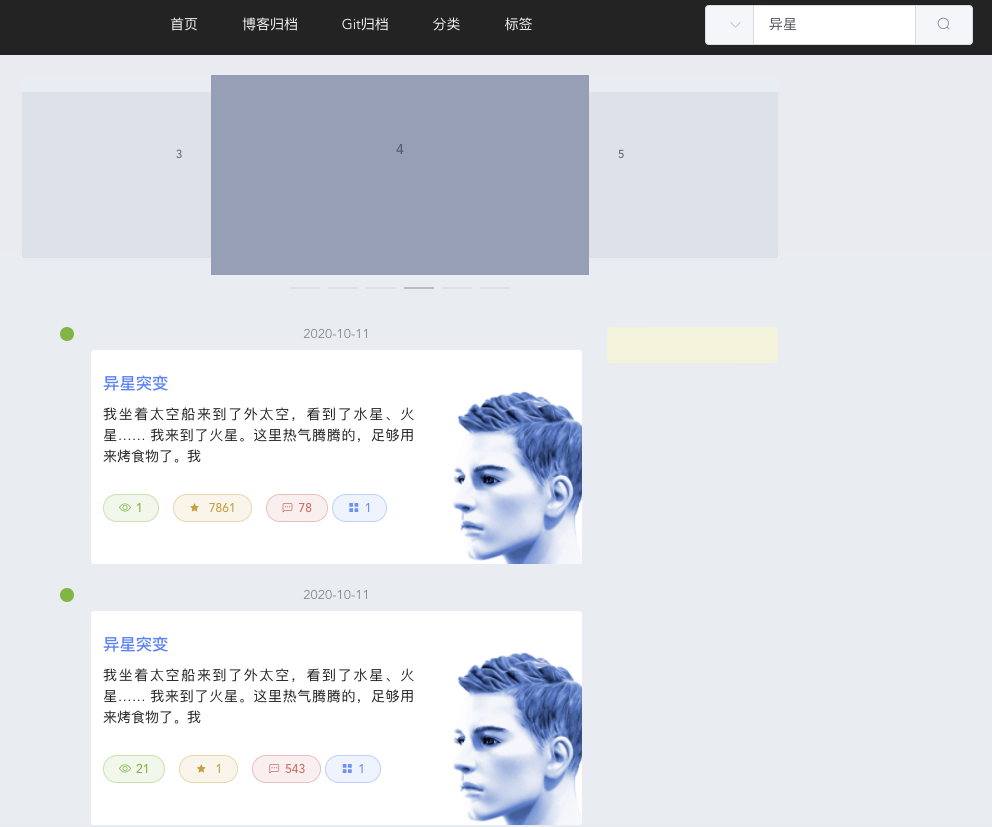 首页 博客归档 Git归档 分类 标签 异星
3 4 5
2020-10-11
异星突变
我坐着太空船来到了外太空，看到了水星、火
星…… 我来到了火星。这里热气腾腾的，足够用
来烤食物了。我
1 7861 78 1
2020-10-11
异星突变
我坐着太空船来到了外太空，看到了水星、火
星…… 我来到了火星。这里热气腾腾的，足够用
来烤食物了。我
21 1 543 1